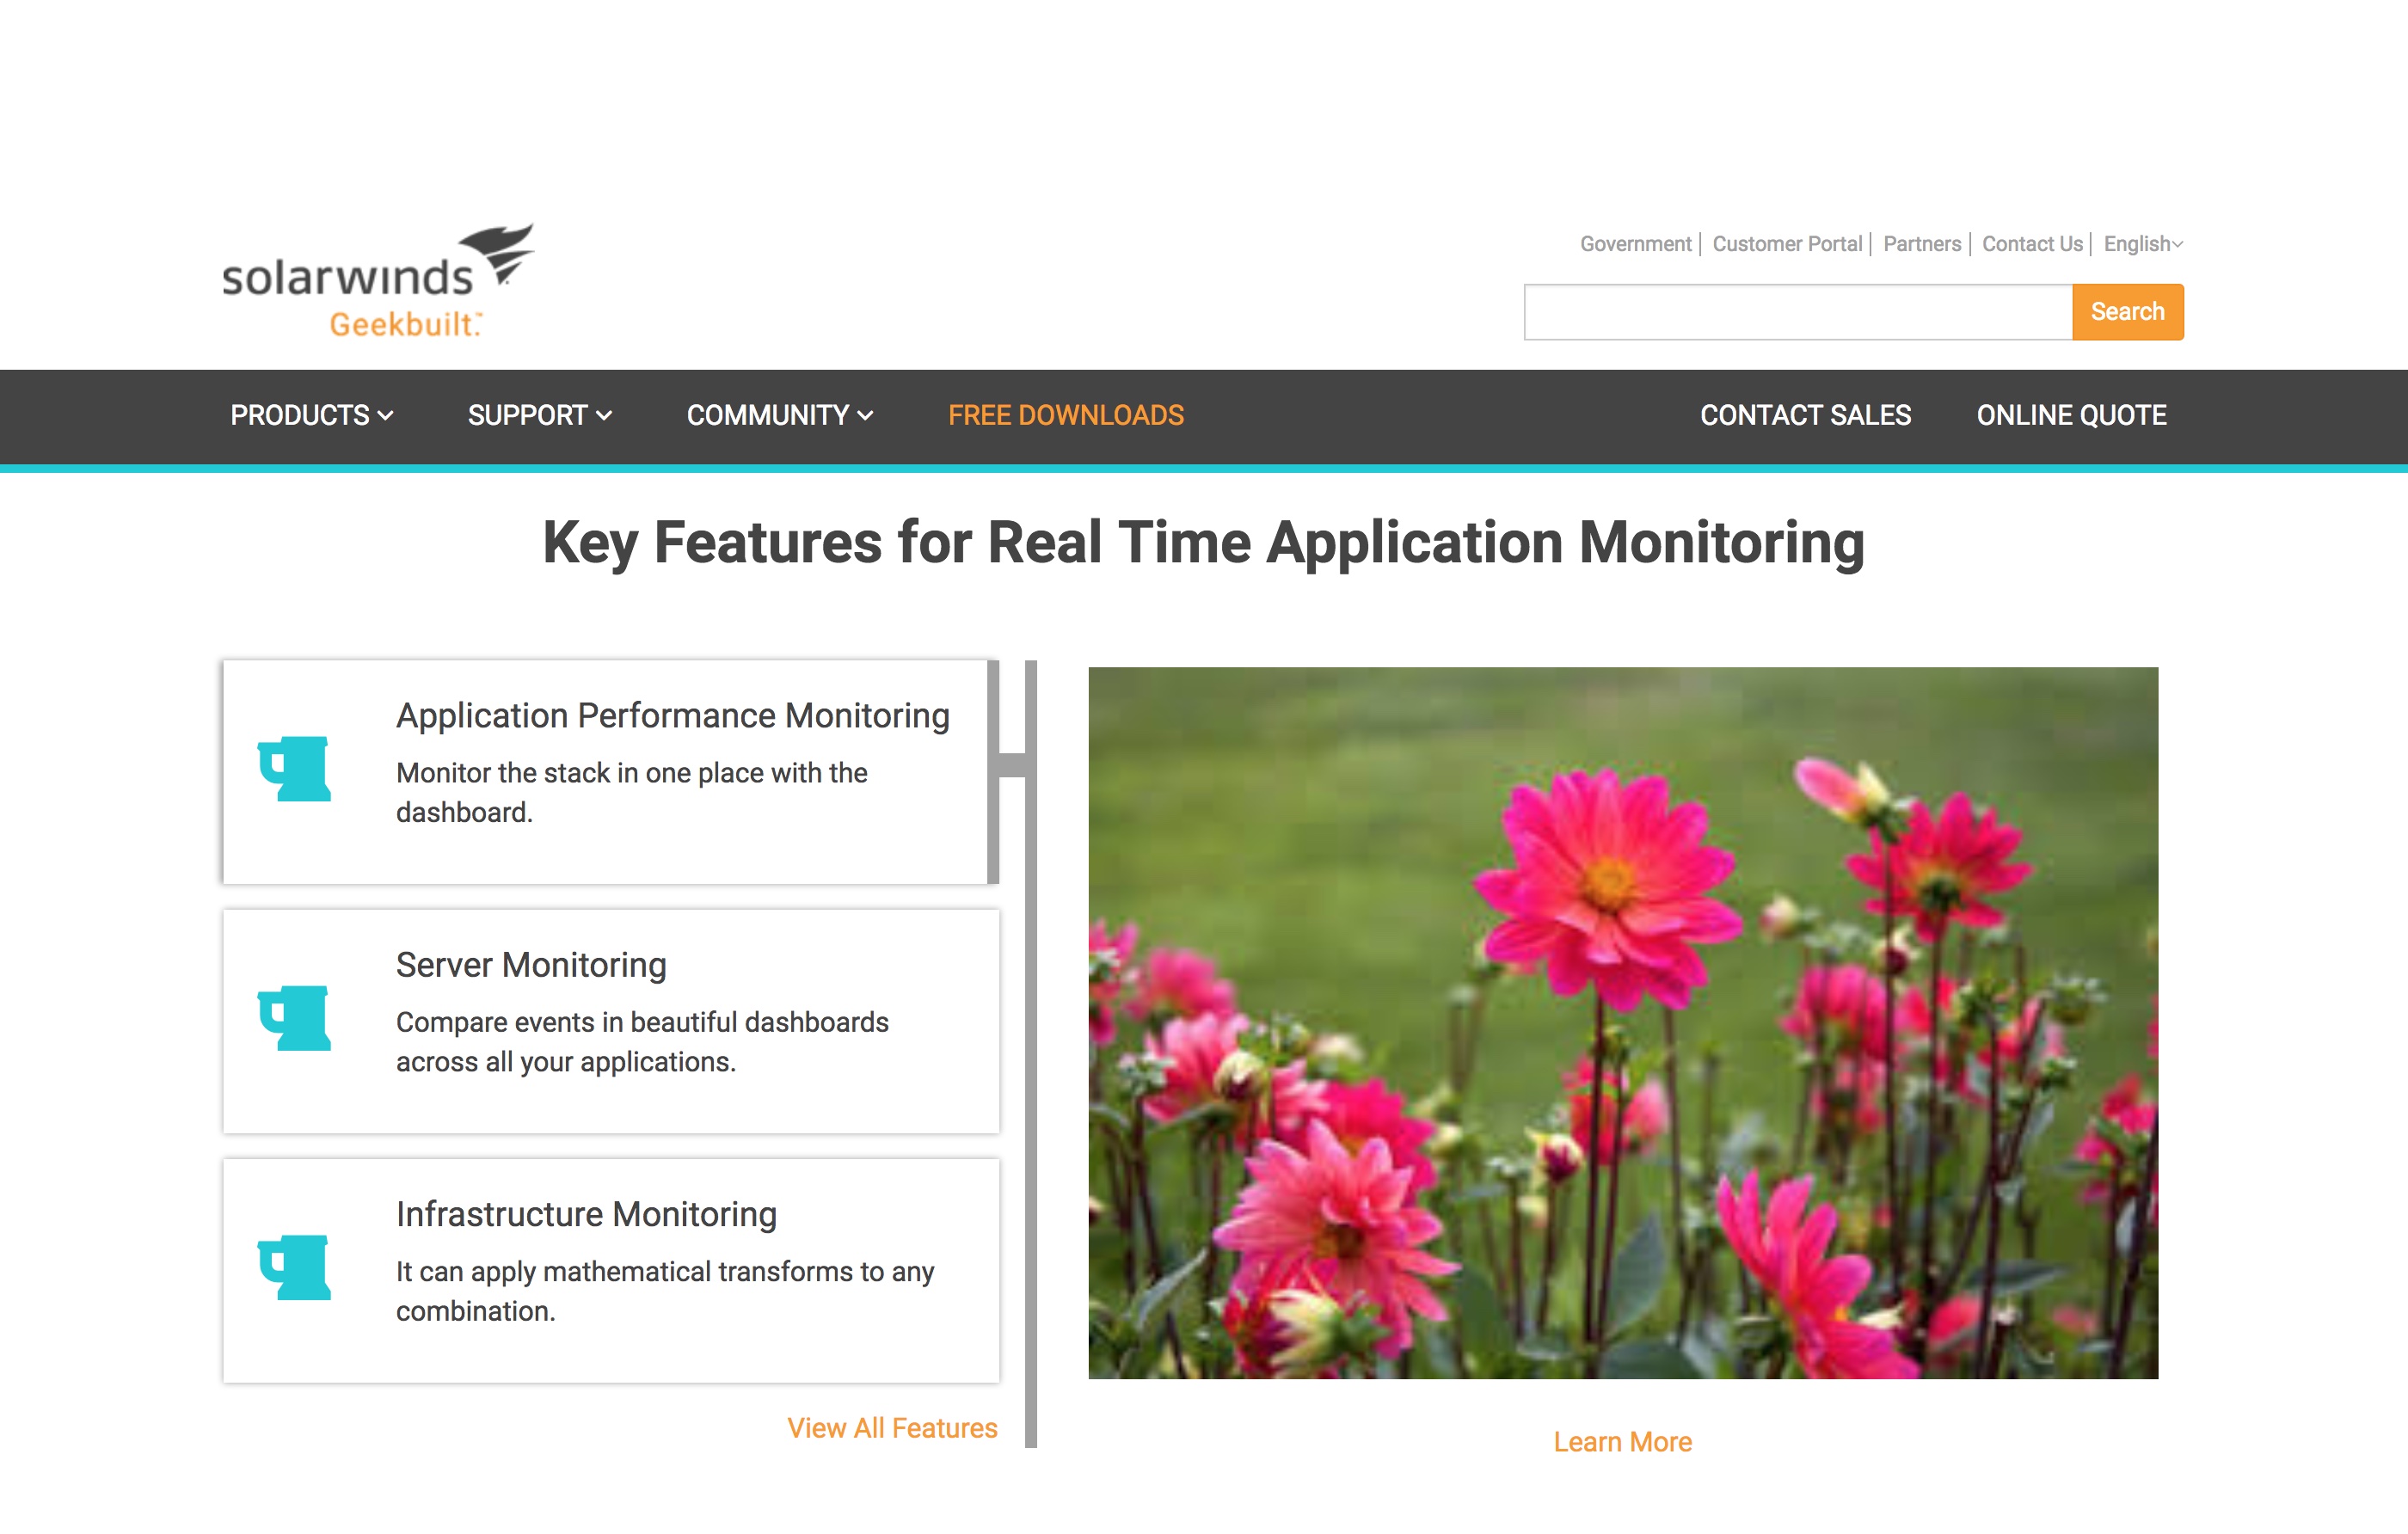 solarwinds
Geekbuilt.™
Government
Customer Portal
Partners
Contact Us
English
Search
PRODUCTS
SUPPORT
COMMUNITY
FREE DOWNLOADS
CONTACT SALES
ONLINE QUOTE
Key Features for Real Time Application Monitoring
Application Performance Monitoring
Monitor the stack in one place with the
dashboard.
Server Monitoring
Compare events in beautiful dashboards
across all your applications.
Infrastructure Monitoring
It can apply mathematical transforms to any
combination.
View All Features
Learn More